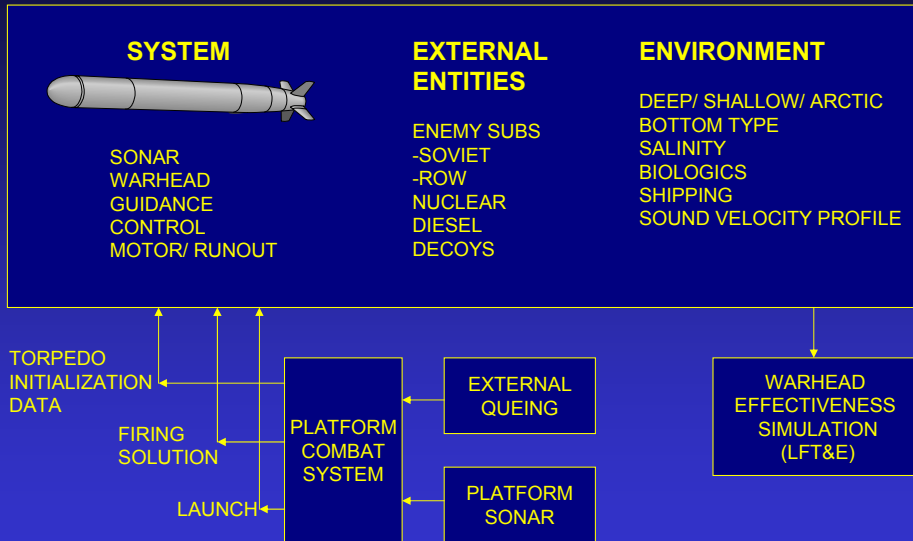 SYSTEM
SONAR
WARHEAD
GUIDANCE
CONTROL
MOTOR/ RUNOUT
EXTERNAL
ENTITIES
ENEMY SUBS
-SOVIET
-ROW
NUCLEAR
DIESEL
DECOYS
ENVIRONMENT
DEEP/ SHALLOW/ ARCTIC
BOTTOM TYPE
SALINITY
BIOLOGICS
SHIPPING
SOUND VELOCITY PROFILE
TORPEDO
INITIALIZATION
DATA
FIRING
SOLUTION
LAUNCH
PLATFORM
COMBAT
SYSTEM
EXTERNAL
QUEING
PLATFORM
SONAR
WARHEAD
EFFECTIVENESS
SIMULATION
(LFT&E)